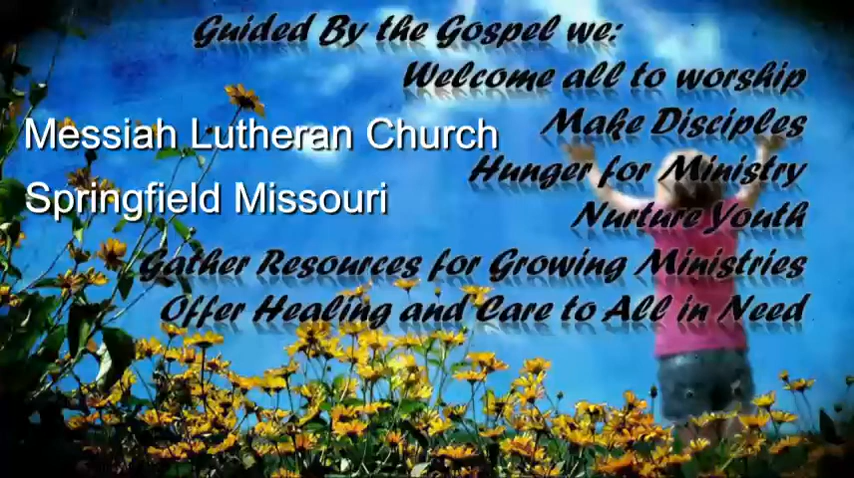 Guided By the Gospel we:
Welcome all to worship
Make Disciples
Hunger for Ministry
Nurture Youth
Gather Resources for Growing Ministries
Offer Healing and Care to All in Need
Messiah Lutheran Church
Springfield Missouri